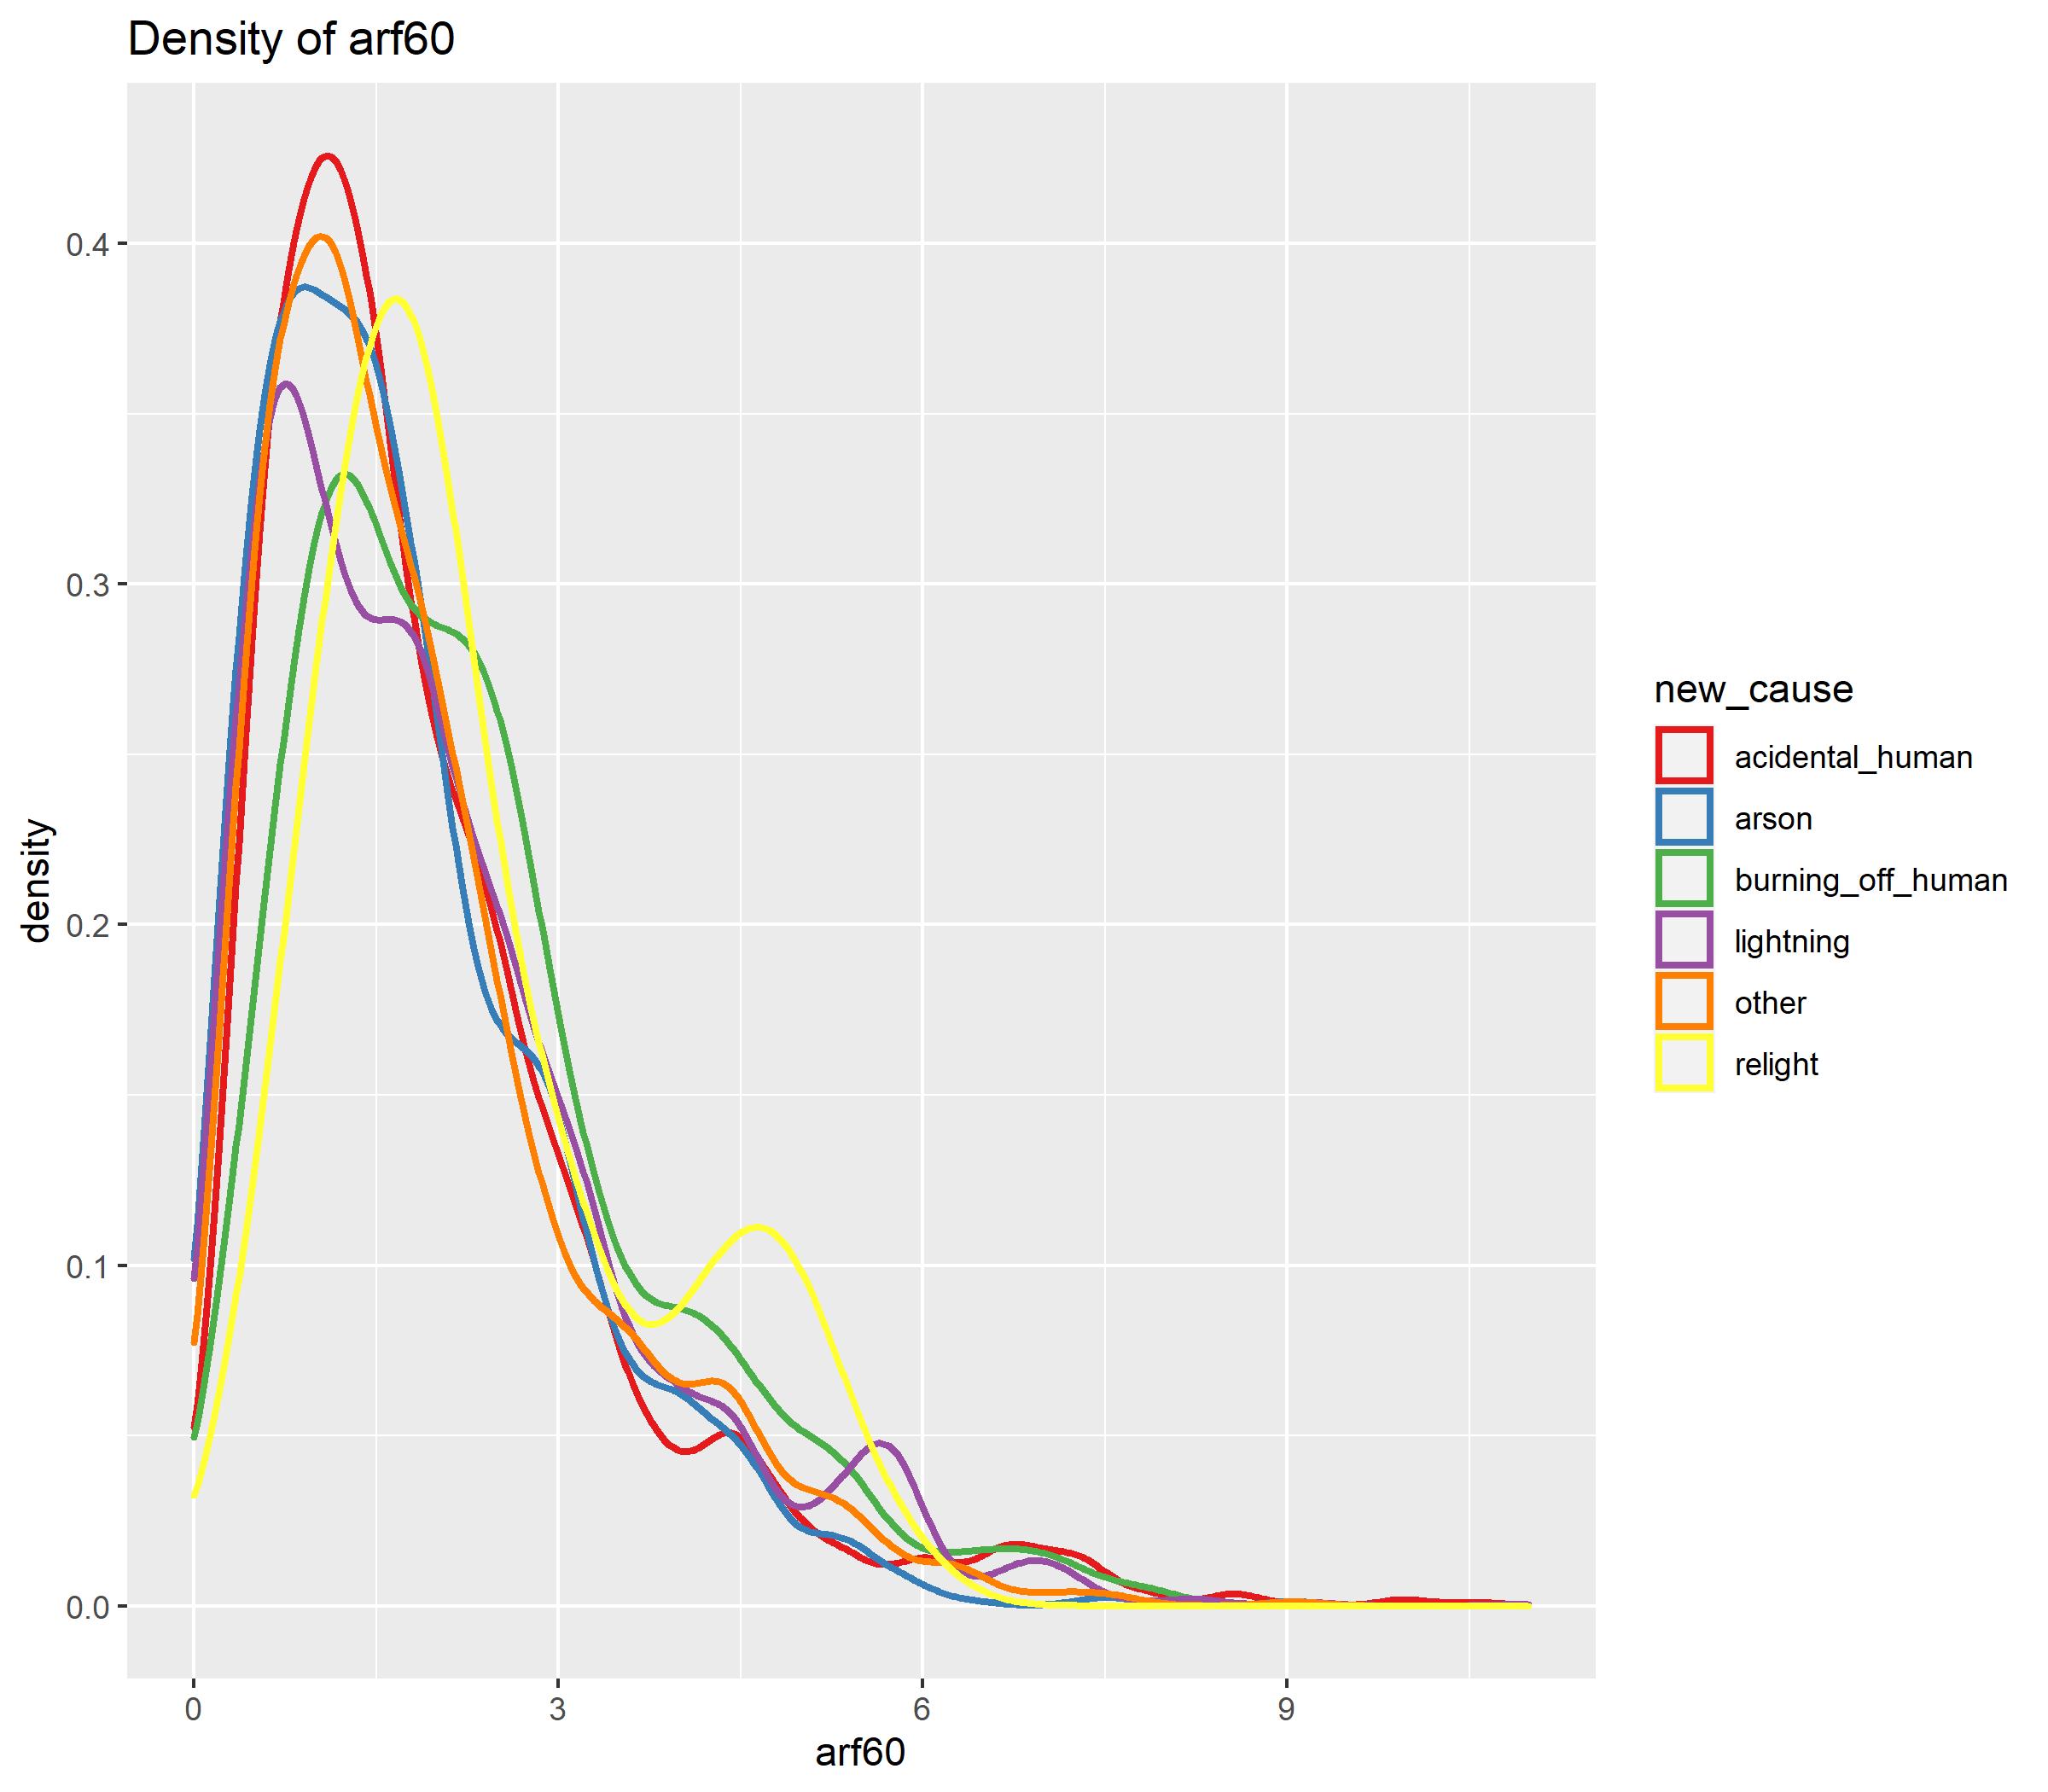 Density of arf60
0.4
0.3
0.2
0.1
0.0
density
0
3
6
9
arf60
new_cause
acidental_human
arson
burning_off_human
lightning
other
relight